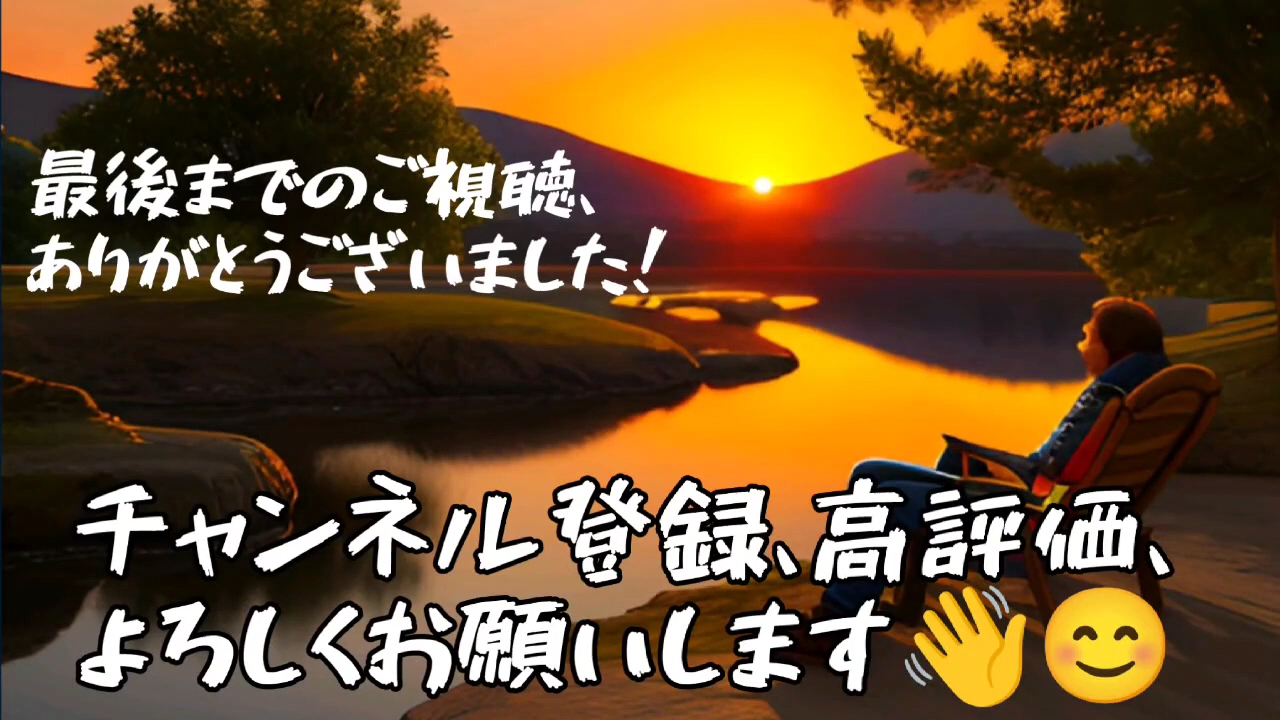 最後までのご視聴、
ありがとうございました！
チャンネル登録、高評価、
よろしくお願いします👋😊